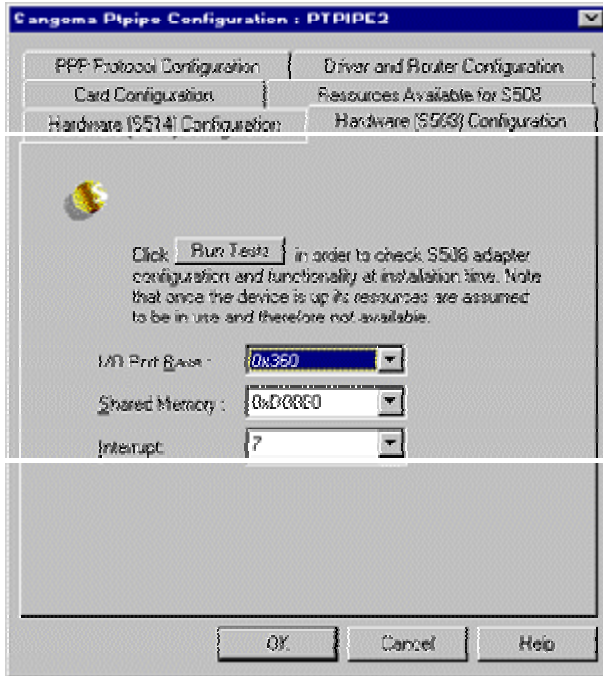 Sangoma Ptpipe Configuration : PTPIPE2
PPP Protocol Configuration
Driver and Router Configuration
Card Configuration
Resources Available for S508
Hardware (S514) Configuration
Hardware (S508) Configuration
Click Run Tests in order to check S508 adapter
configuration and functionality at installation time. Note
that once the device is up its resources are assumed
to be in use and therefore not available.
I/O Port Base : 0x360
Shared Memory : 0xD0000
Interrupt: 7
OK Cancel Help